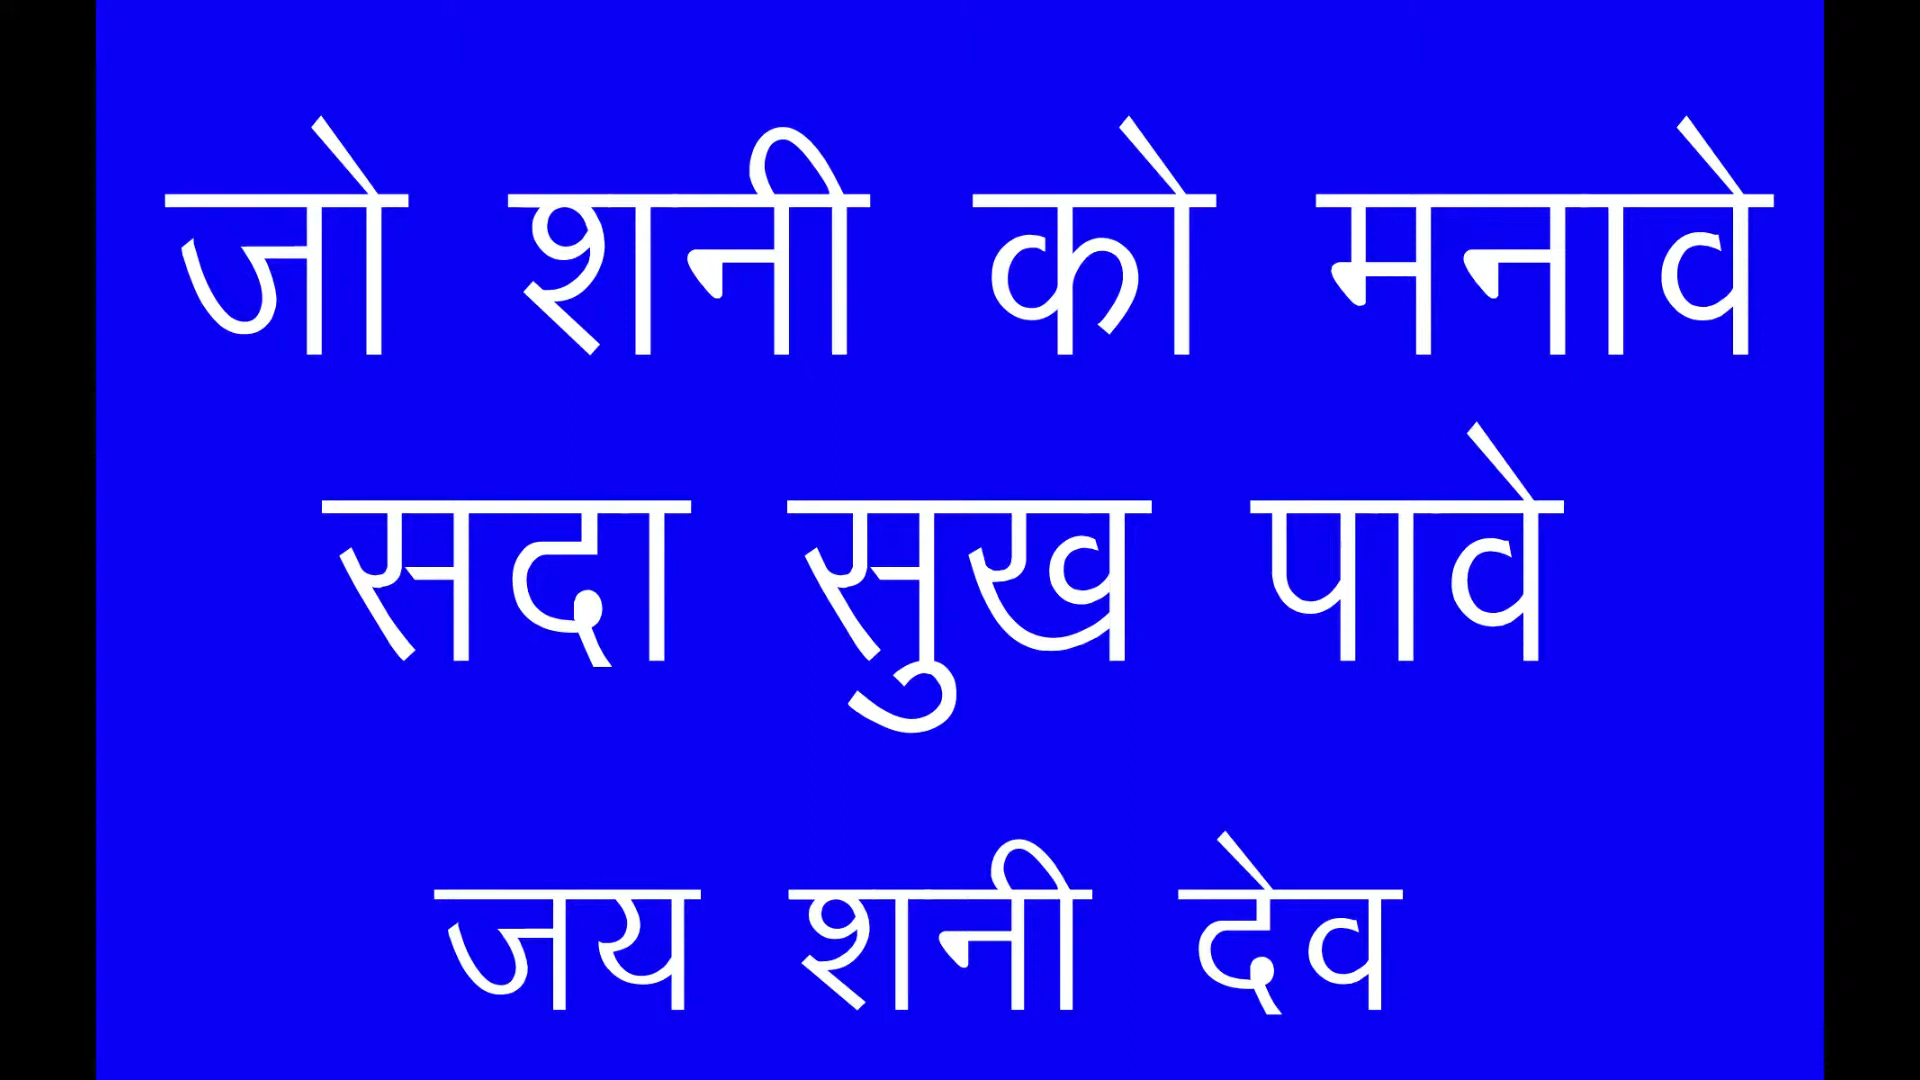 जो शनी को मनावे
सदा सुख पावे
जय शनी देव